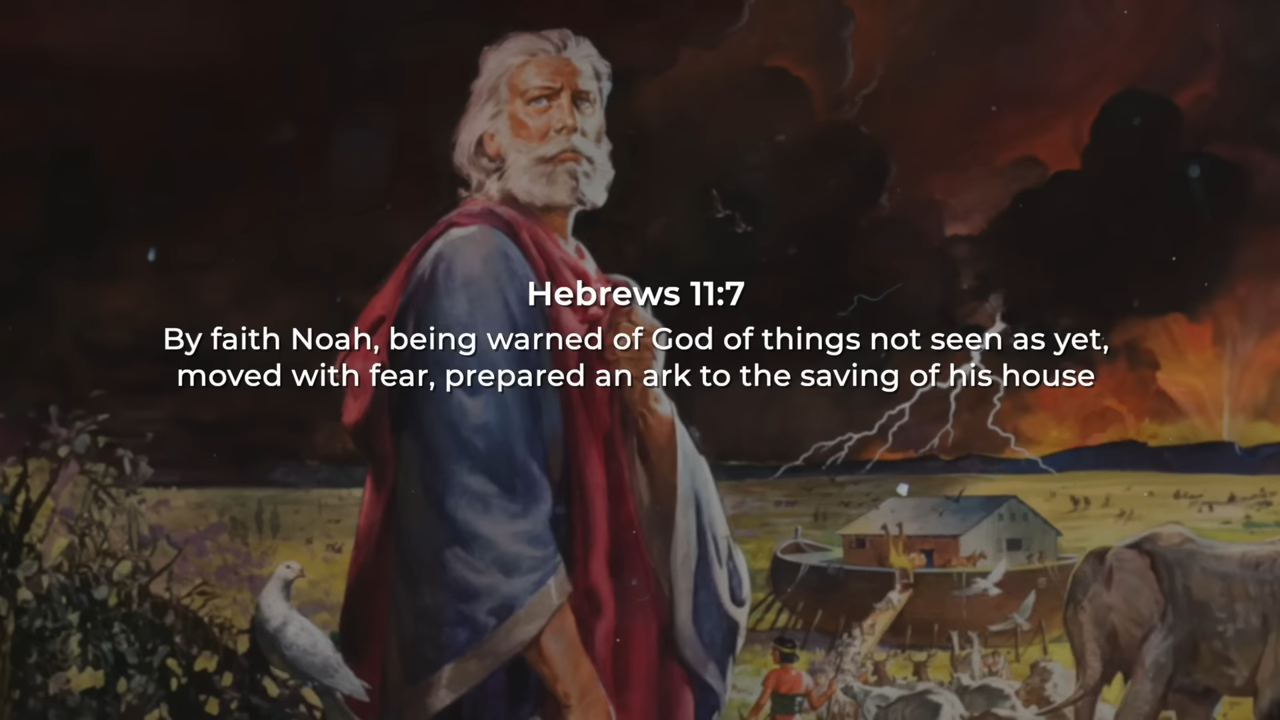 Hebrews 11:7
By faith Noah, being warned of God of things not seen as yet,
moved with fear, prepared an ark to the saving of his house